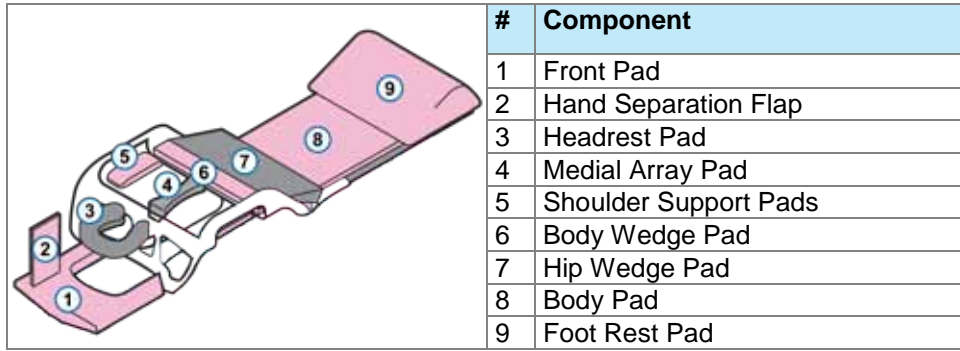 9
8
7
6
5
4
3
2
1
# Component
1 Front Pad
2 Hand Separation Flap
3 Headrest Pad
4 Medial Array Pad
5 Shoulder Support Pads
6 Body Wedge Pad
7 Hip Wedge Pad
8 Body Pad
9 Foot Rest Pad